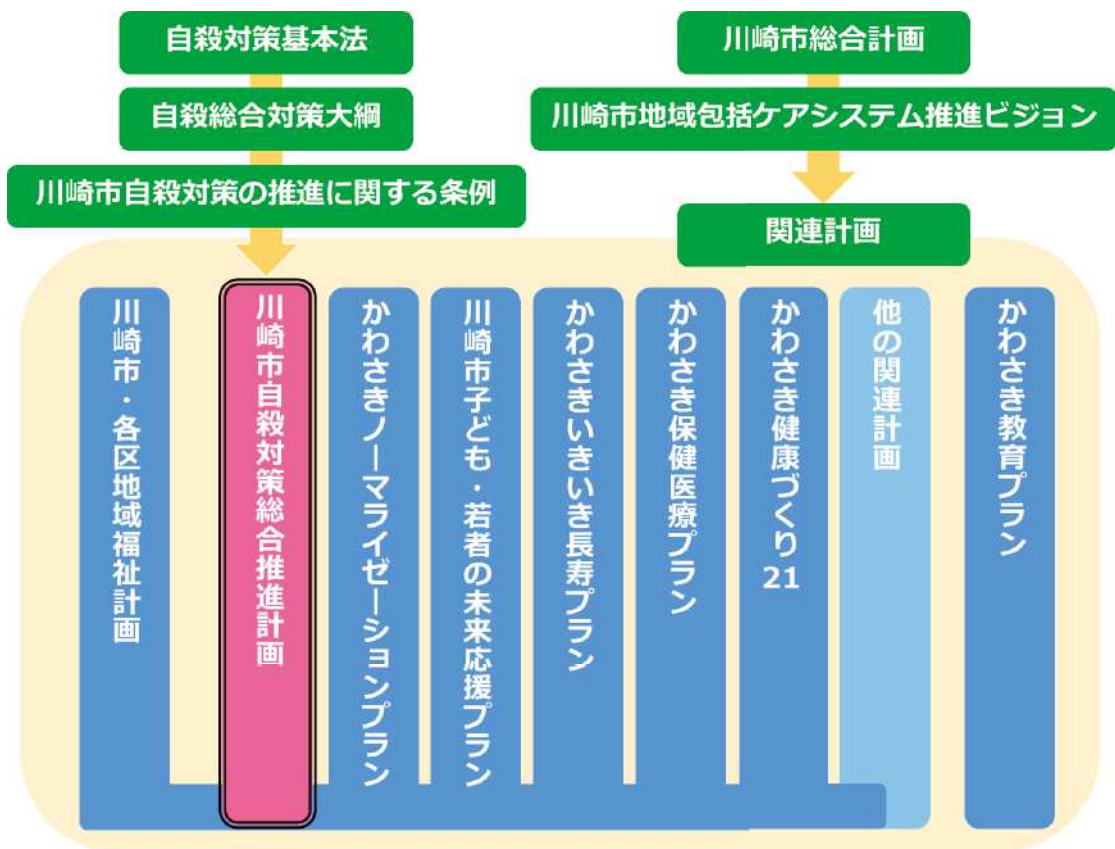 自殺対策基本法
自殺総合対策大綱
川崎市自殺対策の推進に関する条例
川崎市総合計画
川崎市地域包括ケアシステム推進ビジョン
関連計画
川崎市・各区地域福祉計画
川崎市自殺対策総合推進計画
かわさきノーマライゼーションプラン
川崎市子ども・若者の未来応援プラン
かわさきいきいき長寿プラン
かわさき保健医療プラン
かわさき健康づくり21
他の関連計画
かわさき教育プラン